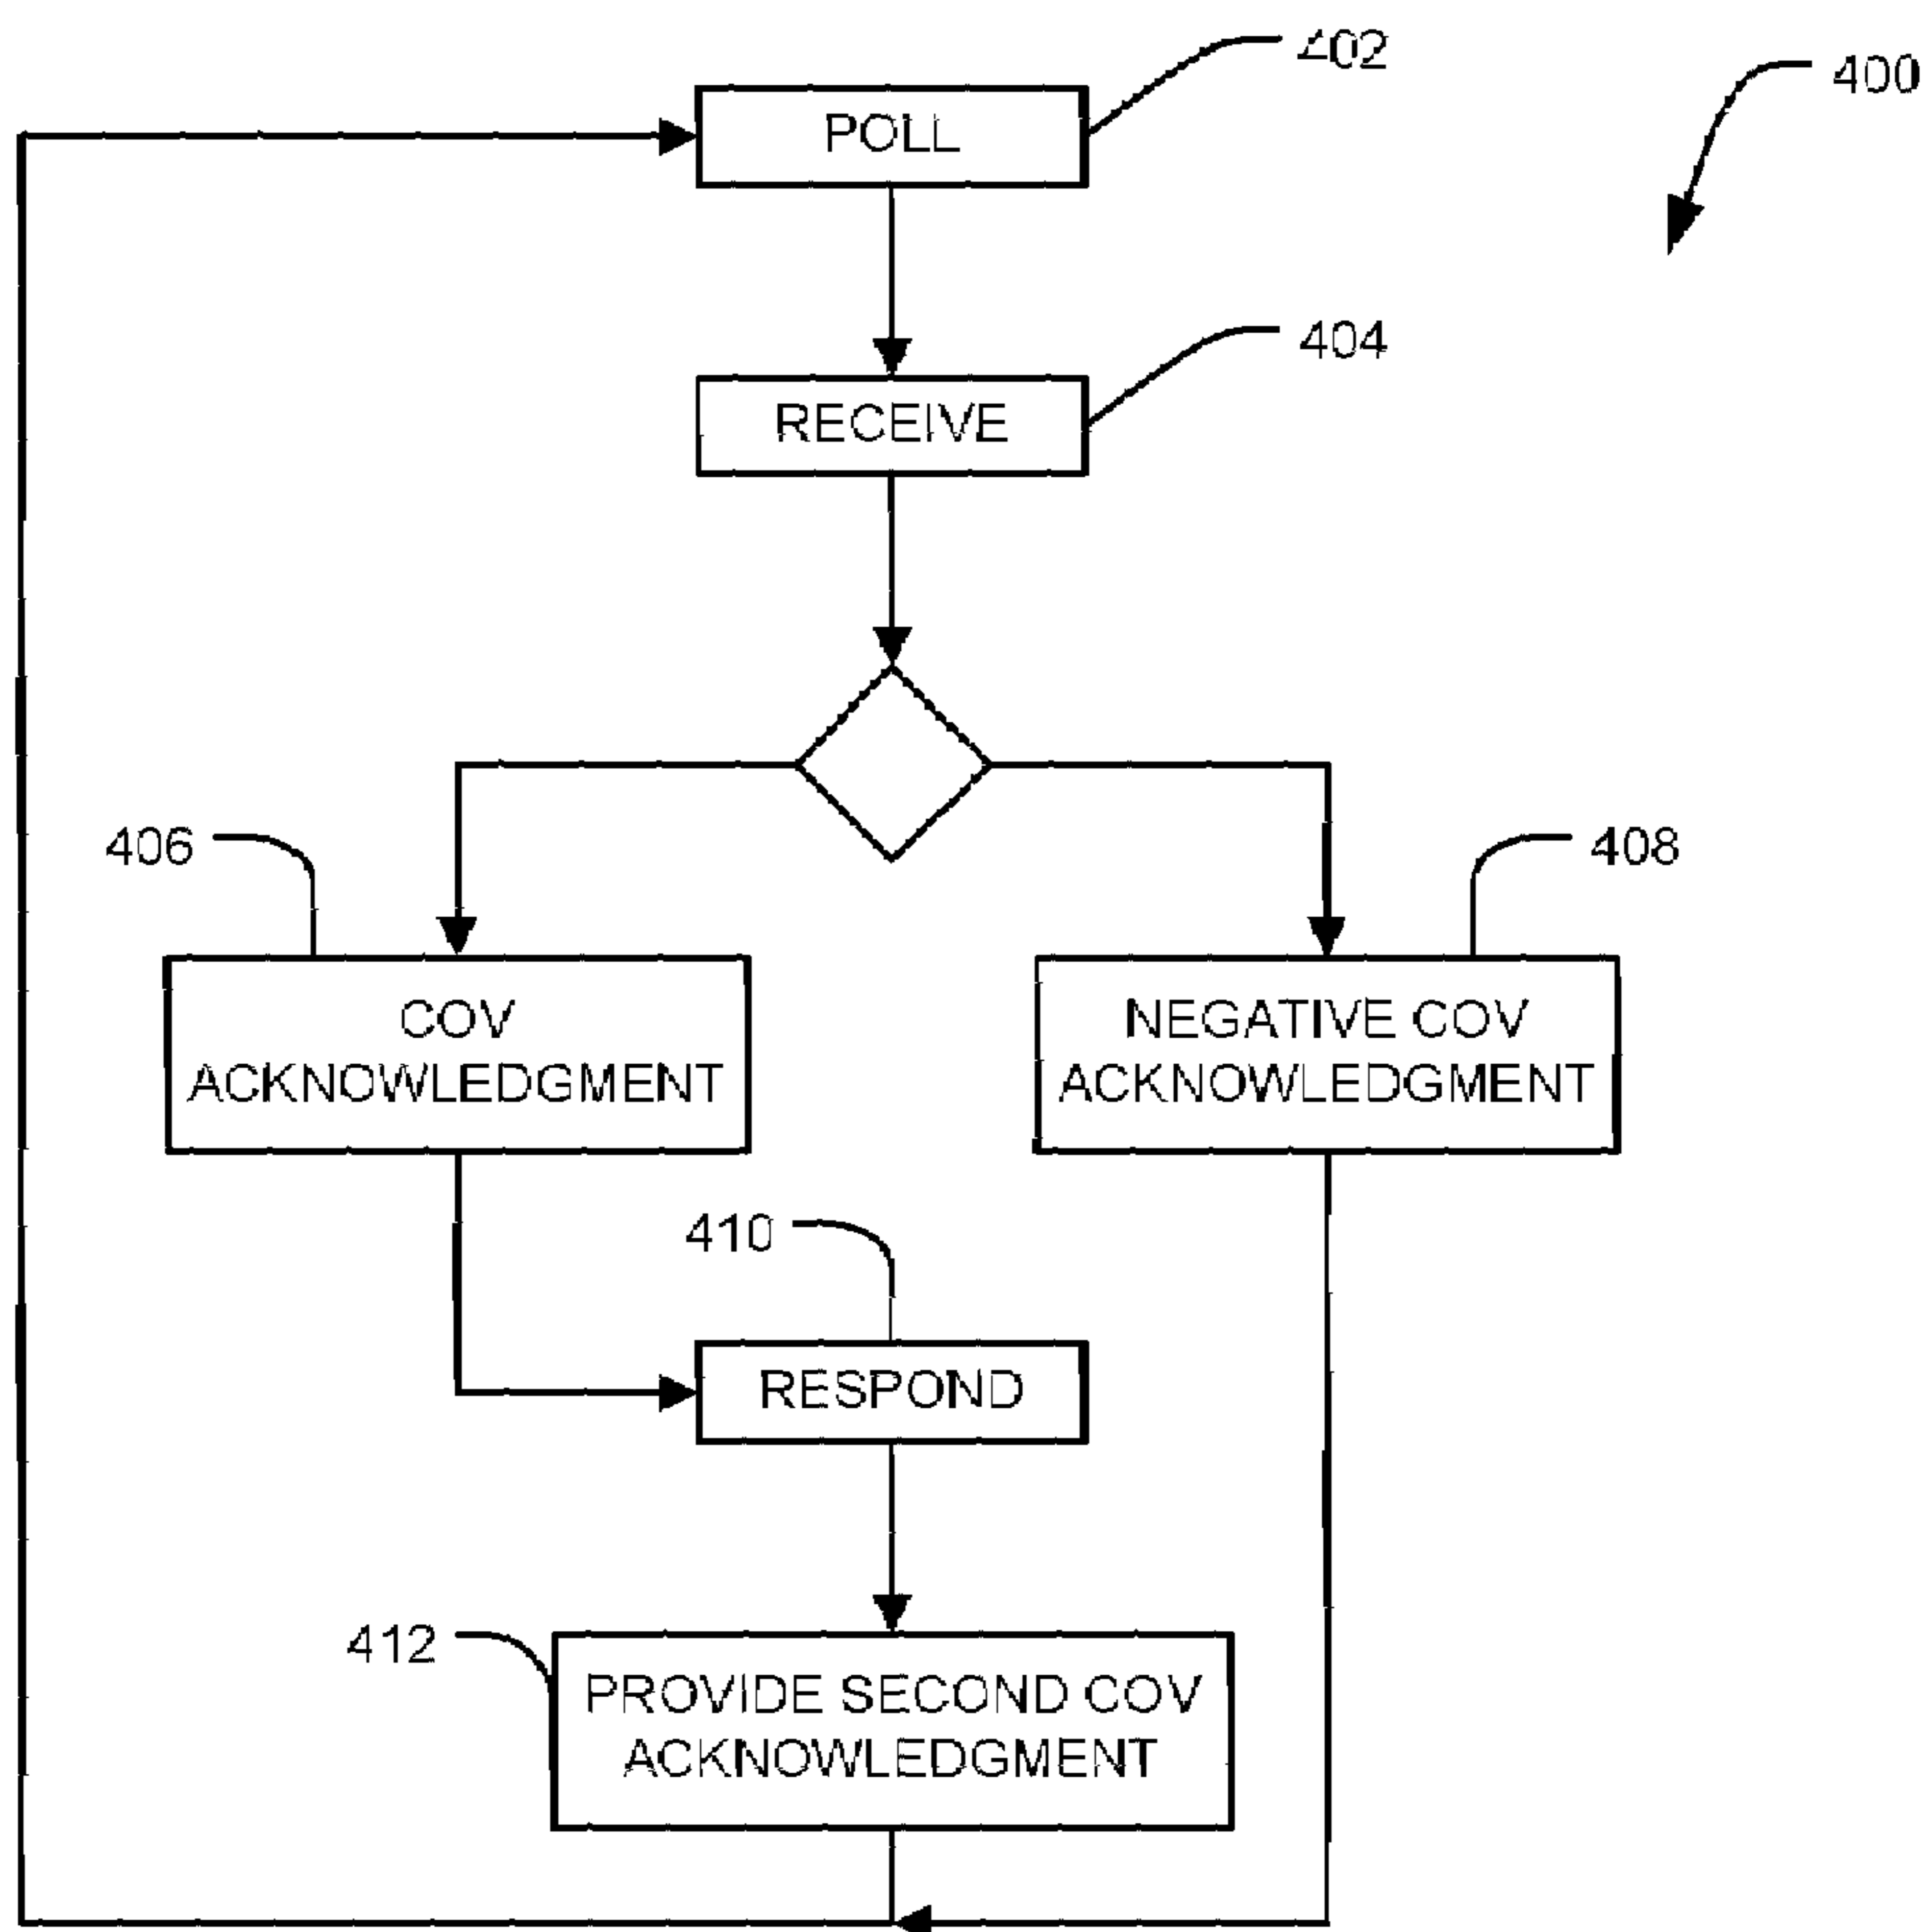 402
400
POLL
404
RECEIVE
406
408
COV
ACKNOWLEDGMENT
NEGATIVE COV
ACKNOWLEDGMENT
410
RESPOND
412
PROVIDE SECOND COV
ACKNOWLEDGMENT